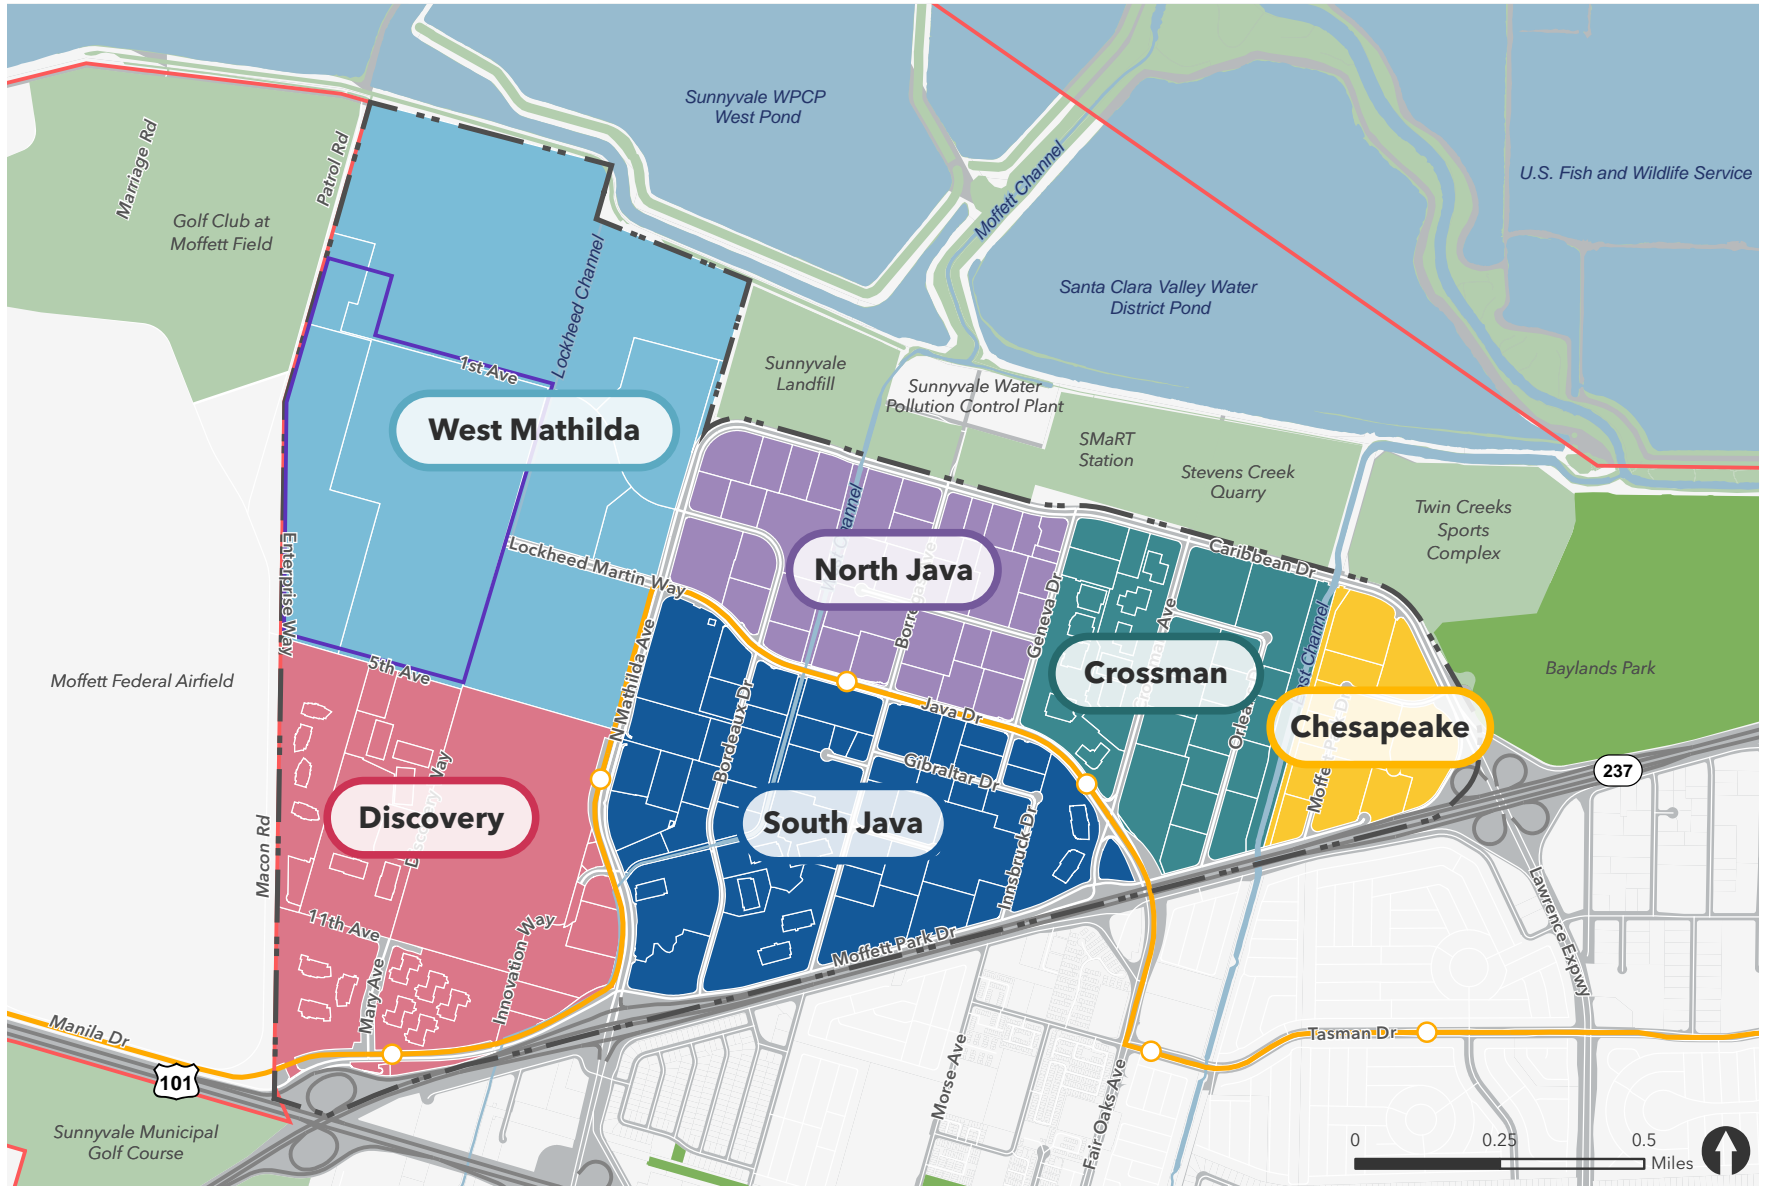 Sunnyvale WPCP
West Pond
Marriage Rd
Patrol Rd
Moffett Channel
U.S. Fish and Wildlife Service
Golf Club at
Moffett Field
Lockheed Channel
Santa Clara Valley Water
District Pond
1st Ave
Sunnyvale
Landfill
Sunnyvale Water
Pollution Control Plant
West Mathilda
SMaRT
Station
Stevens Creek
Quarry
Twin Creeks
Sports
Complex
Channel
Enterprise Way
Lockheed Martin Way
North Java
Caribbean Dr
Geneva Dr
Ave
East Channel
N Mathilda Ave
5th Ave
Moffett Federal Airfield
Crossman
Baylands Park
Bordeaux Dr
Java Dr
Chesapeake
Gibraltar Dr
237
Discovery
South Java
Innsbruck Dr
Macon Rd
11th Ave
Innovation Way
Mary Ave
Moffett Park Dr
Lawrence Expwy
Manila Dr
Tasman Dr
101
Morse Ave
Fair Oaks Ave
Sunnyvale Municipal
Golf Course
0 0.25 0.5
Miles